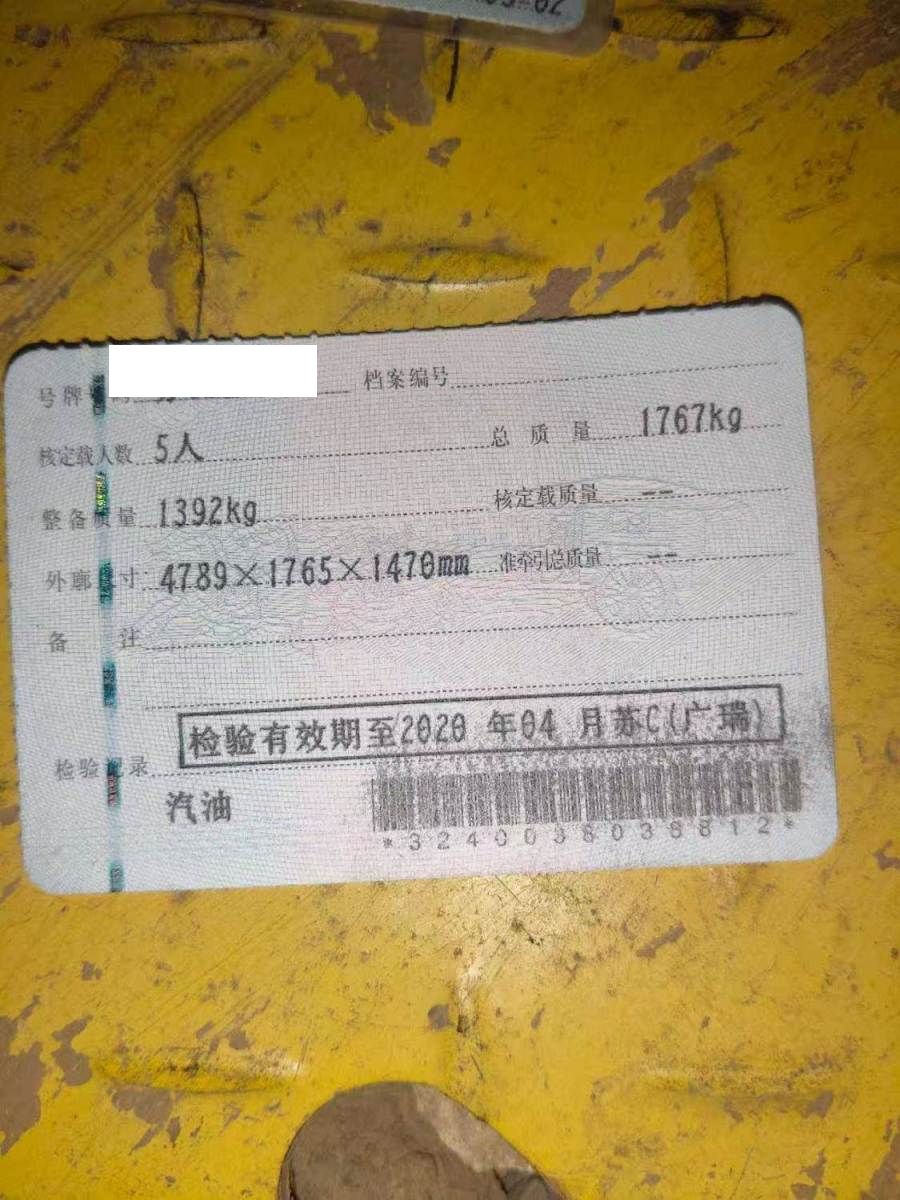 号牌号码 档案编号
核定载人数 5人 总质量 1767kg
整备质量 1392kg 核定载质量 --
外廓尺寸 4789×1765×1470mm 准牵引总质量 --
备注
检验有效期至2020 年04 月苏C(广瑞)
检验记录
汽油
*3240038036812*